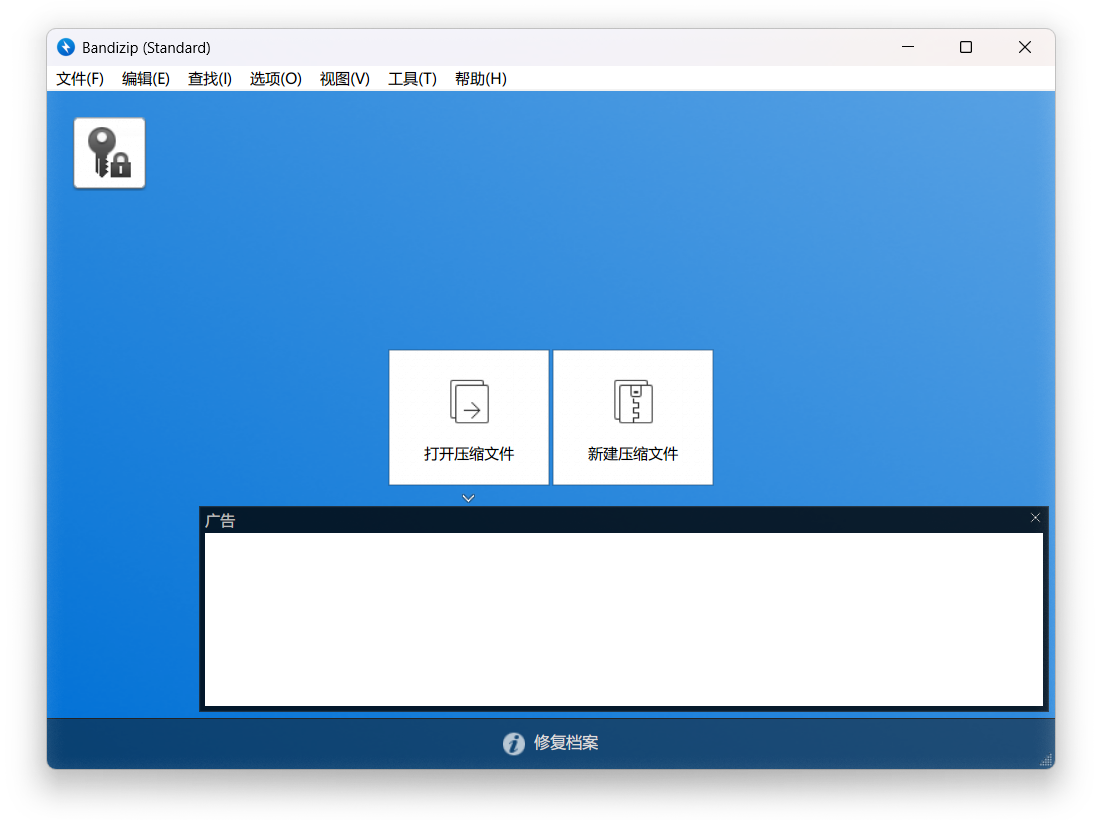 Bandizip (Standard)
文件(F) 编辑(E) 查找(I) 选项(O) 视图(V) 工具(T) 帮助(H)
打开压缩文件 新建压缩文件
广告
修复档案